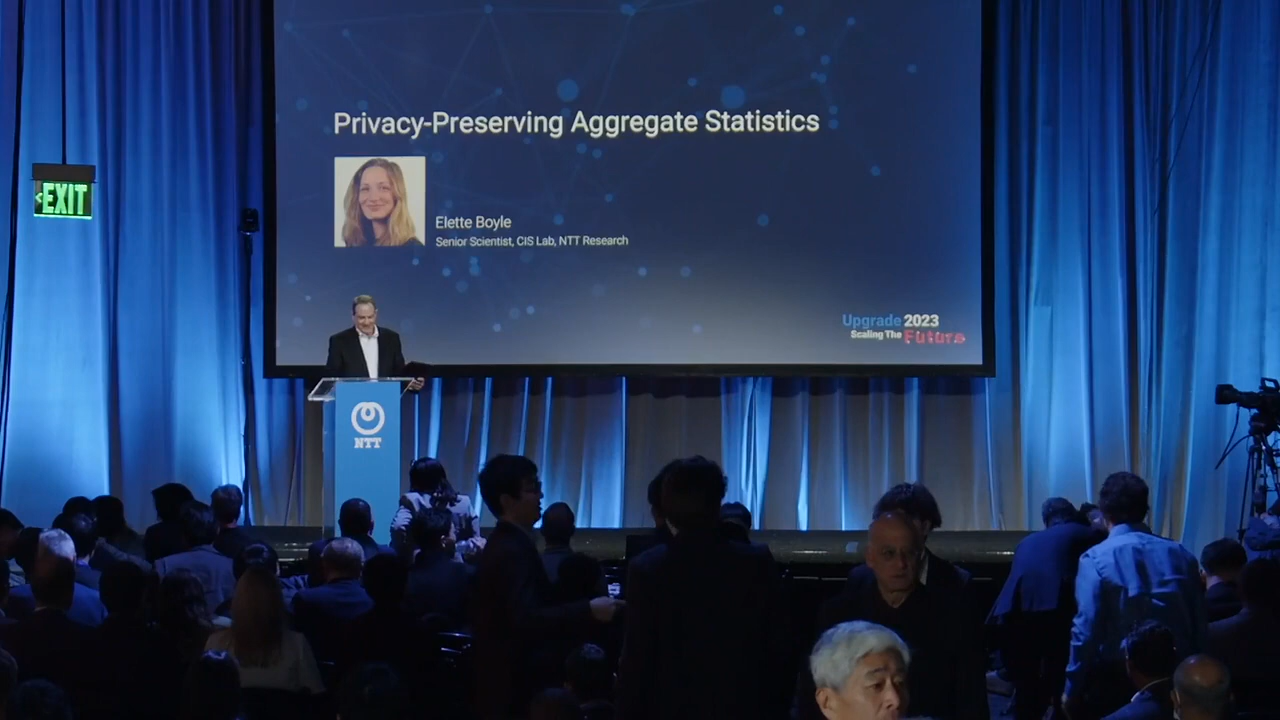 Privacy-Preserving Aggregate Statistics
EXIT
Elette Boyle
Senior Scientist, CIS Lab, NTT Research
Upgrade 2023
Scaling The Future
NTT